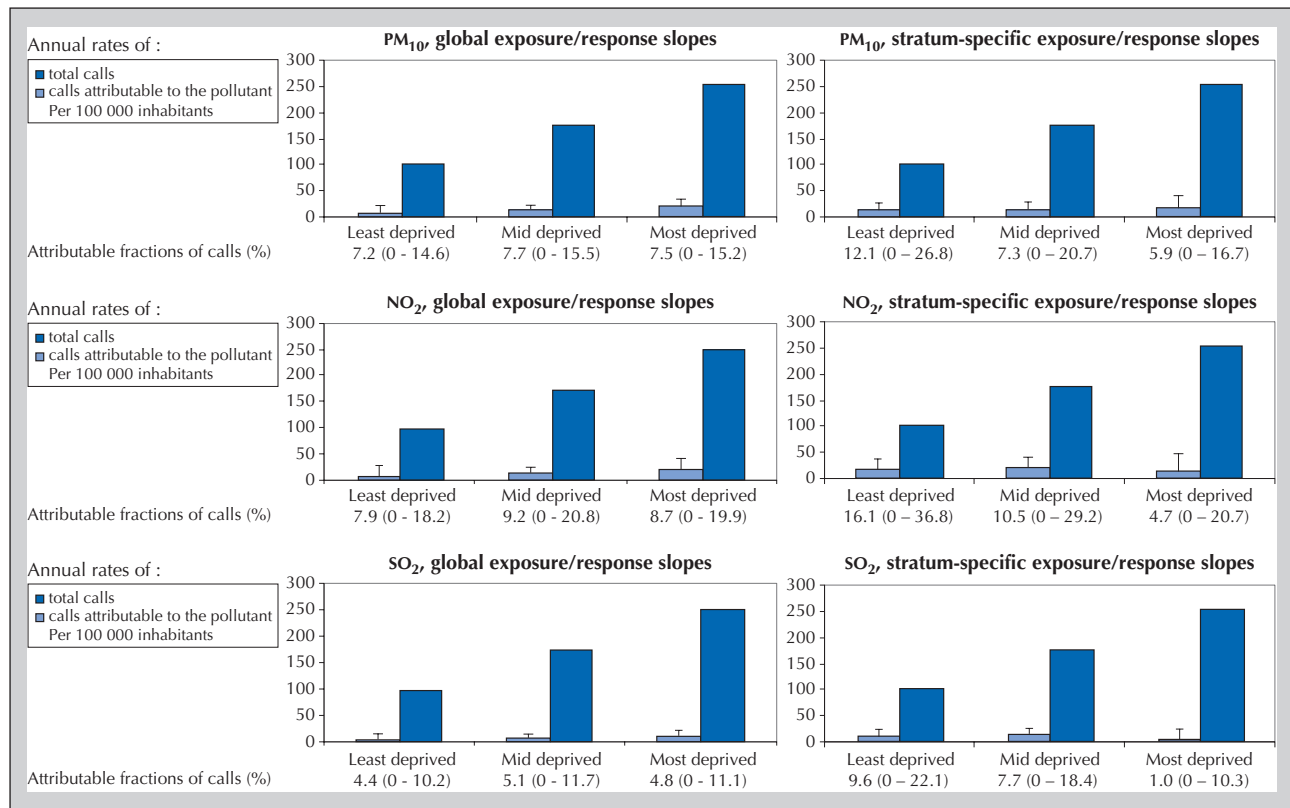 Annual rates of :
total calls
calls attributable to the pollutant
Per 100 000 inhabitants
PM10, global exposure/response slopes
300
250
200
150
100
50
0
Least deprived Mid deprived Most deprived
PM10, stratum-specific exposure/response slopes
300
250
200
150
100
50
0
Least deprived Mid deprived Most deprived
Attributable fractions of calls (%) 7.2 (0 - 14.6) 7.7 (0 - 15.5) 7.5 (0 - 15.2) 12.1 (0 – 26.8) 7.3 (0 – 20.7) 5.9 (0 – 16.7)
Annual rates of :
total calls
calls attributable to the pollutant
Per 100 000 inhabitants
NO2, global exposure/response slopes
300
250
200
150
100
50
0
Least deprived Mid deprived Most deprived
NO2, stratum-specific exposure/response slopes
300
250
200
150
100
50
0
Least deprived Mid deprived Most deprived
Attributable fractions of calls (%) 7.9 (0 - 18.2) 9.2 (0 - 20.8) 8.7 (0 - 19.9) 16.1 (0 – 36.8) 10.5 (0 – 29.2) 4.7 (0 – 20.7)
Annual rates of :
total calls
calls attributable to the pollutant
Per 100 000 inhabitants
SO2, global exposure/response slopes
300
250
200
150
100
50
0
Least deprived Mid deprived Most deprived
SO2, stratum-specific exposure/response slopes
300
250
200
150
100
50
0
Least deprived Mid deprived Most deprived
Attributable fractions of calls (%) 4.4 (0 - 10.2) 5.1 (0 - 11.7) 4.8 (0 - 11.1) 9.6 (0 – 22.1) 7.7 (0 – 18.4) 1.0 (0 – 10.3)